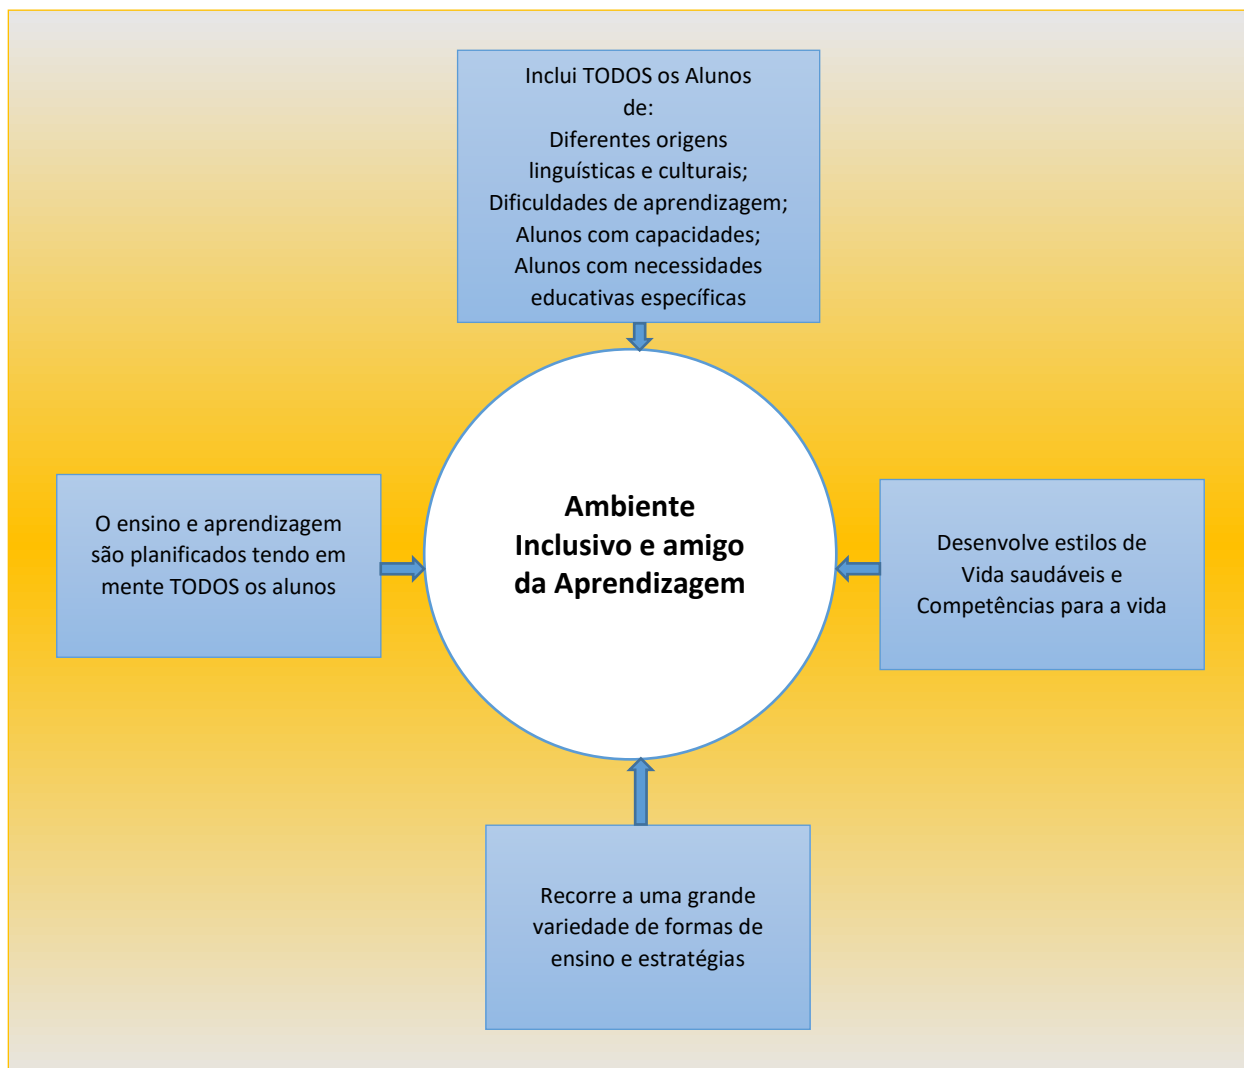 Inclui TODOS os Alunos
de:
Diferentes origens
linguísticas e culturais;
Dificuldades de aprendizagem;
Alunos com capacidades;
Alunos com necessidades
educativas específicas
O ensino e aprendizagem
são planificados tendo em
mente TODOS os alunos
Ambiente
Inclusivo e amigo
da Aprendizagem
Desenvolve estilos de
Vida saudáveis e
Competências para a vida
Recorre a uma grande
variedade de formas de
ensino e estratégias